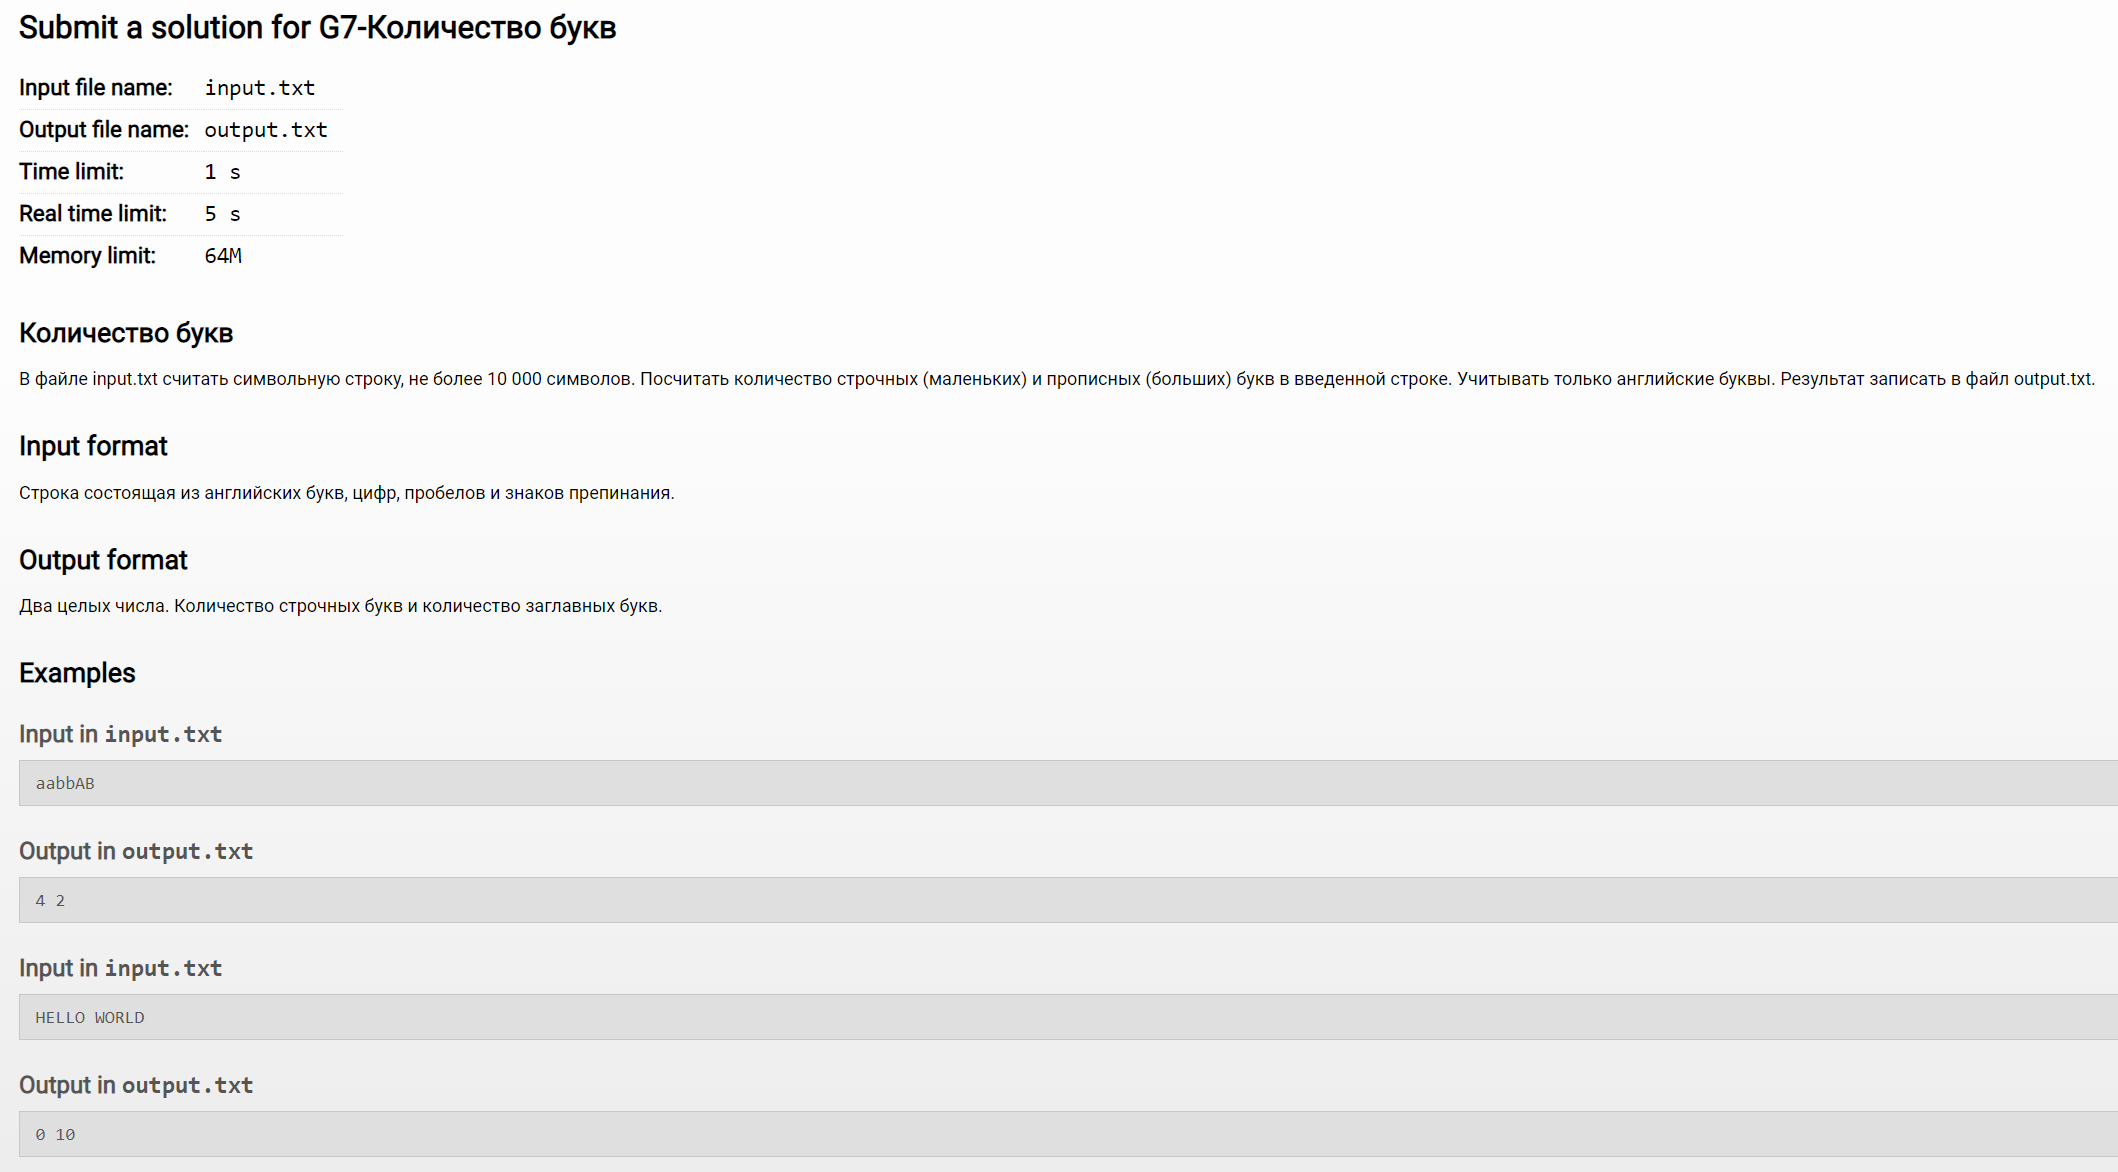 Submit a solution for G7-Количество букв
Input file name: input.txt
Output file name: output.txt
Time limit: 1 s
Real time limit: 5 s
Memory limit: 64M
Количество букв
В файле input.txt считать символьную строку, не более 10 000 символов. Посчитать количество строчных (маленьких) и прописных (больших) букв в введенной строке. Учитывать только английские буквы. Результат записать в файл output.txt.
Input format
Строка состоящая из английских букв, цифр, пробелов и знаков препинания.
Output format
Два целых числа. Количество строчных букв и количество заглавных букв.
Examples
Input in input.txt
aabbAB
Output in output.txt
4 2
Input in input.txt
HELLO WORLD
Output in output.txt
0 10